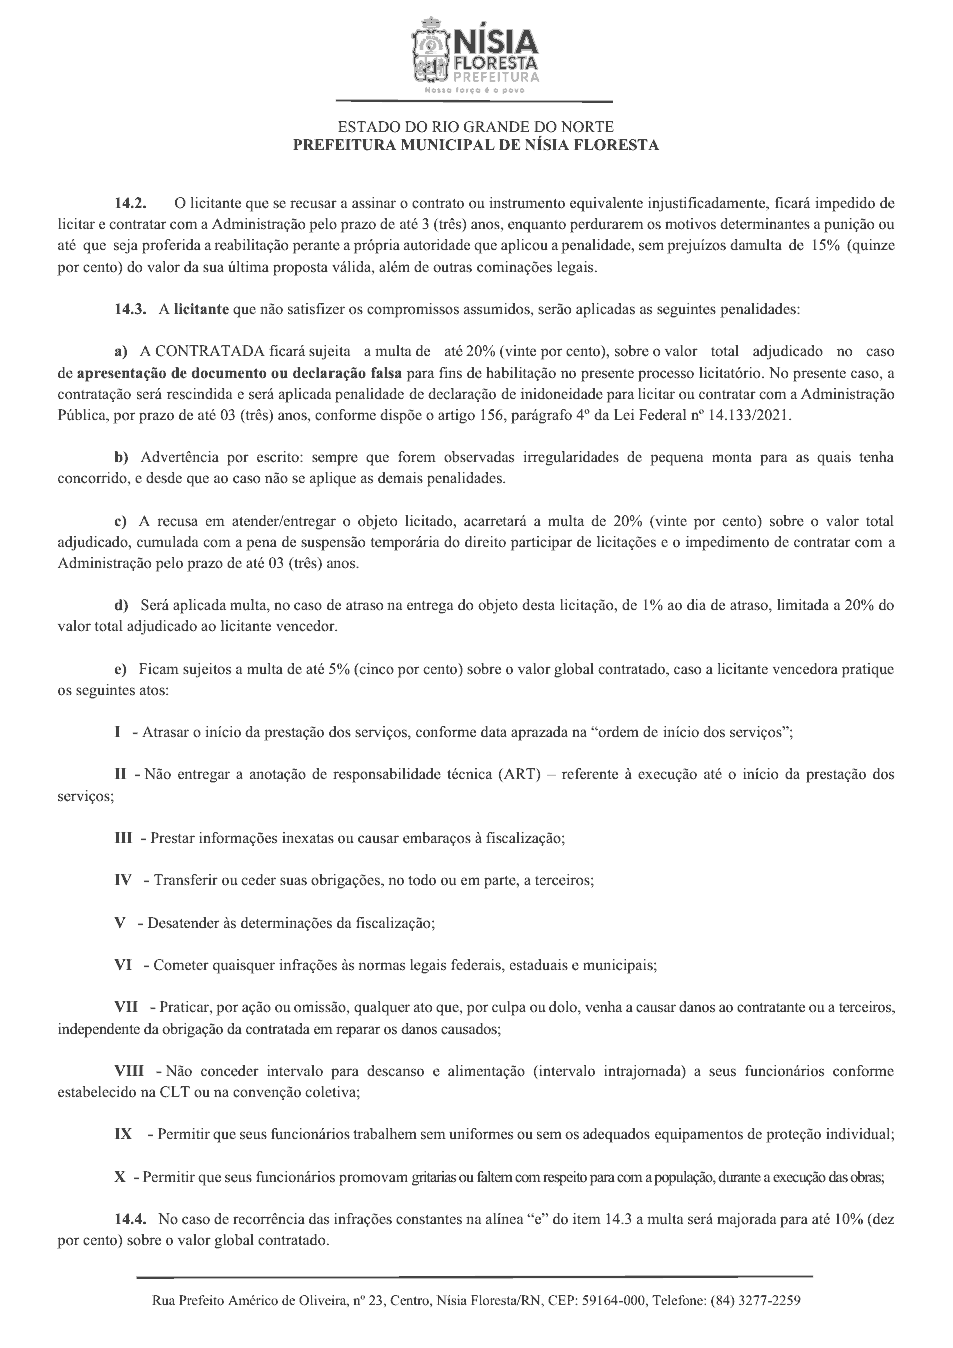 NÍSIA
FLORESTA
PREFEITURA
Nossa força é o povo
ESTADO DO RIO GRANDE DO NORTE
PREFEITURA MUNICIPAL DE NÍSIA FLORESTA
14.2. O licitante que se recusar a assinar o contrato ou instrumento equivalente injustificadamente, ficará impedido de
licitar e contratar com a Administração pelo prazo de até 3 (três) anos, enquanto perdurarem os motivos determinantes a punição ou
até que seja proferida a reabilitação perante a própria autoridade que aplicou a penalidade, sem prejuízos damulta de 15% (quinze
por cento) do valor da sua última proposta válida, além de outras cominações legais.
14.3. A licitante que não satisfizer os compromissos assumidos, serão aplicadas as seguintes penalidades:
a) A CONTRATADA ficará sujeita a multa de até 20% (vinte por cento), sobre o valor total adjudicado no caso
de apresentação de documento ou declaração falsa para fins de habilitação no presente processo licitatório. No presente caso, a
contratação será rescindida e será aplicada penalidade de declaração de inidoneidade para licitar ou contratar com a Administração
Pública, por prazo de até 03 (três) anos, conforme dispõe o artigo 156, parágrafo 4º da Lei Federal nº 14.133/2021.
b) Advertência por escrito: sempre que forem observadas irregularidades de pequena monta para as quais tenha
concorrido, e desde que ao caso não se aplique as demais penalidades.
c) A recusa em atender/entregar o objeto licitado, acarretará a multa de 20% (vinte por cento) sobre o valor total
adjudicado, cumulada com a pena de suspensão temporária do direito participar de licitações e o impedimento de contratar com a
Administração pelo prazo de até 03 (três) anos.
d) Será aplicada multa, no caso de atraso na entrega do objeto desta licitação, de 1% ao dia de atraso, limitada a 20% do
valor total adjudicado ao licitante vencedor.
e) Ficam sujeitos a multa de até 5% (cinco por cento) sobre o valor global contratado, caso a licitante vencedora pratique
os seguintes atos:
I - Atrasar o início da prestação dos serviços, conforme data aprazada na “ordem de início dos serviços”;
II - Não entregar a anotação de responsabilidade técnica (ART) – referente à execução até o início da prestação dos
serviços;
III - Prestar informações inexatas ou causar embaraços à fiscalização;
IV - Transferir ou ceder suas obrigações, no todo ou em parte, a terceiros;
V - Desatender às determinações da fiscalização;
VI - Cometer quaisquer infrações às normas legais federais, estaduais e municipais;
VII - Praticar, por ação ou omissão, qualquer ato que, por culpa ou dolo, venha a causar danos ao contratante ou a terceiros,
independente da obrigação da contratada em reparar os danos causados;
VIII - Não conceder intervalo para descanso e alimentação (intervalo intrajornada) a seus funcionários conforme
estabelecido na CLT ou na convenção coletiva;
IX - Permitir que seus funcionários trabalhem sem uniformes ou sem os adequados equipamentos de proteção individual;
X - Permitir que seus funcionários promovam gritarias ou faltem com respeito para com a população, durante a execução das obras;
14.4. No caso de recorrência das infrações constantes na alínea “e” do item 14.3 a multa será majorada para até 10% (dez
por cento) sobre o valor global contratado.
Rua Prefeito Américo de Oliveira, nº 23, Centro, Nísia Floresta/RN, CEP: 59164-000, Telefone: (84) 3277-2259